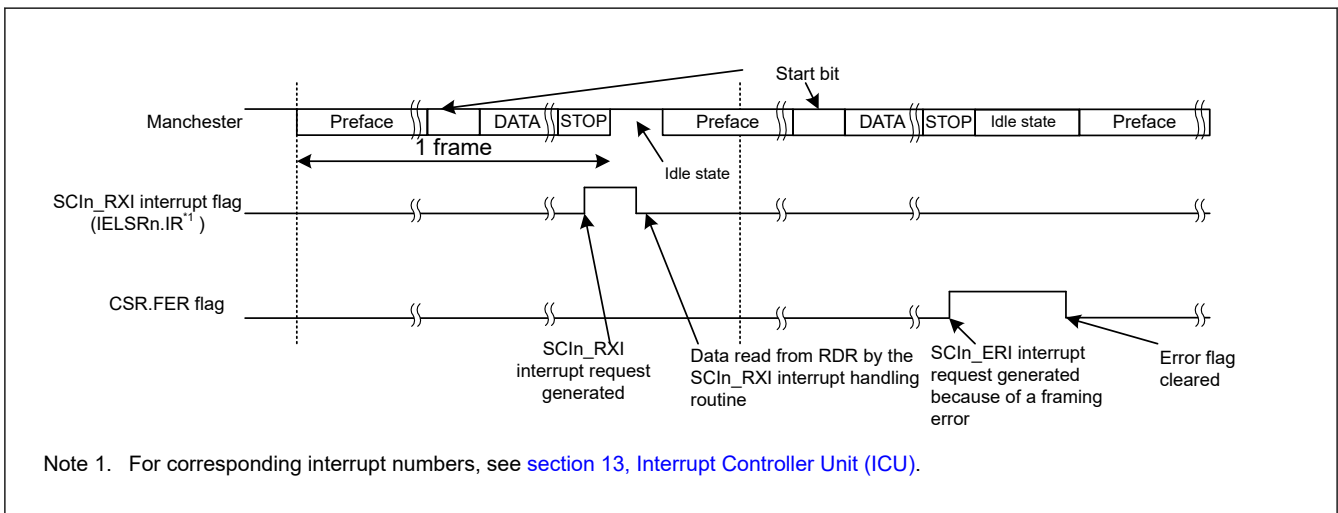 Start bit
Manchester
Preface
DATA
STOP
Preface
DATA
STOP
Idle state
Preface
1 frame
Idle state
SCIn_RXI interrupt flag
(IELSRn.IR*1 )
CSR.FER flag
SCIn_RXI
interrupt request
generated
Data read from RDR by the
SCIn_RXI interrupt handling
routine
SCIn_ERI interrupt
request generated
because of a framing
error
Error flag
cleared
Note 1. For corresponding interrupt numbers, see section 13, Interrupt Controller Unit (ICU).